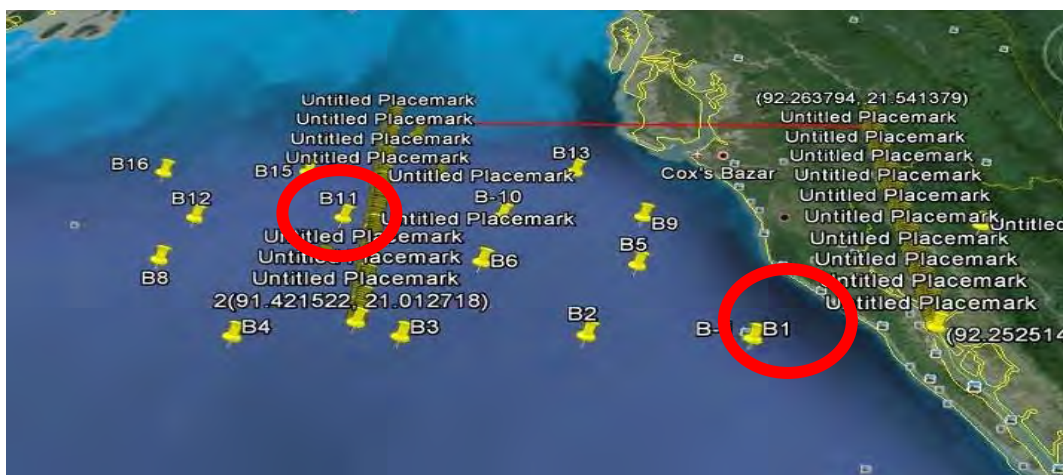 Untitled Placemark
(92.263794, 21.541379)
Untitled Placemark
Untitled Placemark
Untitled Placemark
Untitled Placemark
Untitled Placemark
Untitled Placemark
B16
B15
Untitled Placemark
B13
Cox's Bazar
Untitled Placemark
Untitled Placemark
B12
B11
B-10
B9
Untitled Placemark
Untitled Placemark
Untitled
Untitled Placemark
Untitled Placemark
B8
Untitled Placemark
B6
B5
Untitled Placemark
Untitled Placemark
Untitled Placemark
2(91.421522, 21.012718)
Untitled Placemark
B4
B3
B2
B1
(92.252514